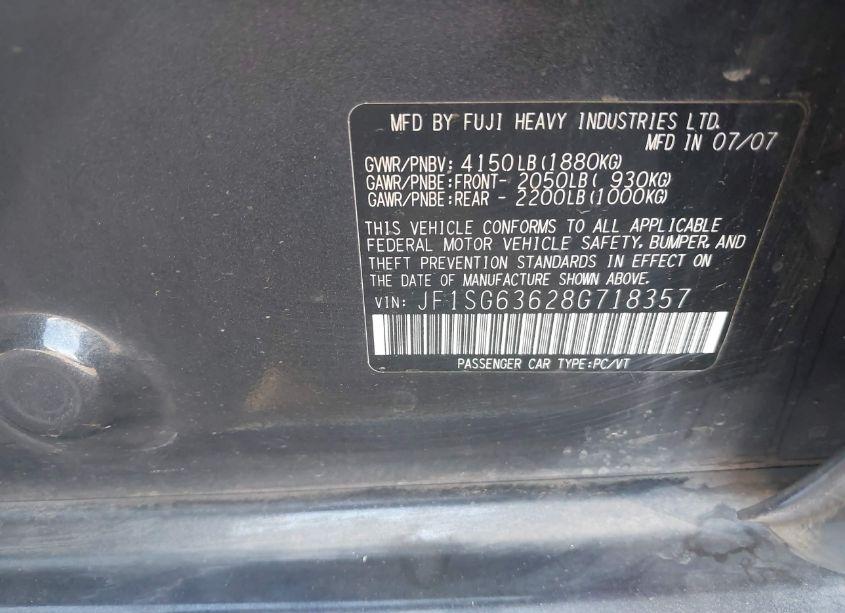 MFD BY FUJI HEAVY INDUSTRIES LTD.
MFD IN 07/07
GVWR/PNBV: 4150LB(1880KG)
GAWR/PNBE:FRONT- 2050LB( 930KG)
GAWR/PNBE:REAR - 2200LB(1000KG)
THIS VEHICLE CONFORMS TO ALL APPLICABLE
FEDERAL MOTOR VEHICLE SAFETY, BUMPER, AND
THEFT PREVENTION STANDARDS IN EFFECT ON
THE DATE OF MANUFACTURE SHOWN ABOVE.
VIN: JF1SG63628G718357
PASSENGER CAR TYPE:PC/VT